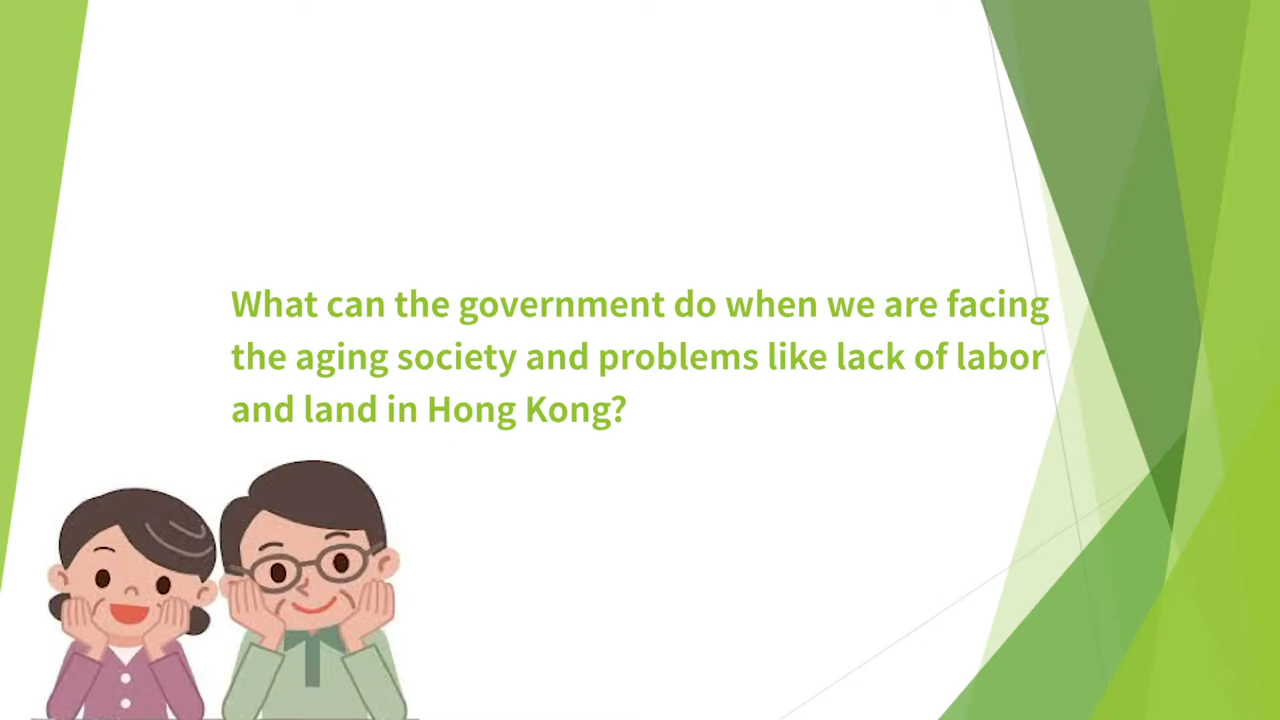 What can the government do when we are facing
the aging society and problems like lack of labor
and land in Hong Kong?